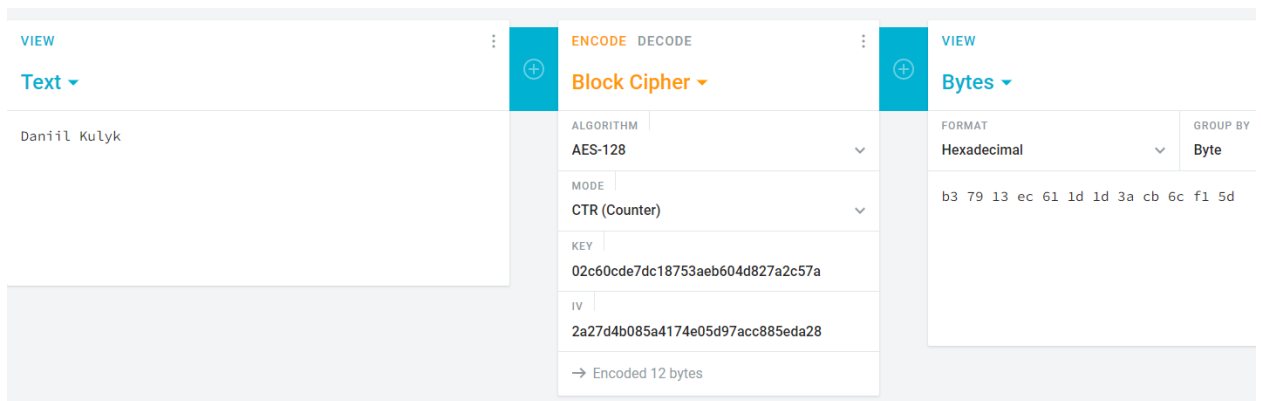 VIEW
Text
Daniil Kulyk
ENCODE DECODE
Block Cipher
ALGORITHM
AES-128
MODE
CTR (Counter)
KEY
02c60cde7dc18753aeb604d827a2c57a
IV
2a27d4b085a4174e05d97acc885eda28
→ Encoded 12 bytes
VIEW
Bytes
FORMAT
Hexadecimal
GROUP BY
Byte
b3 79 13 ec 61 1d 1d 3a cb 6c f1 5d